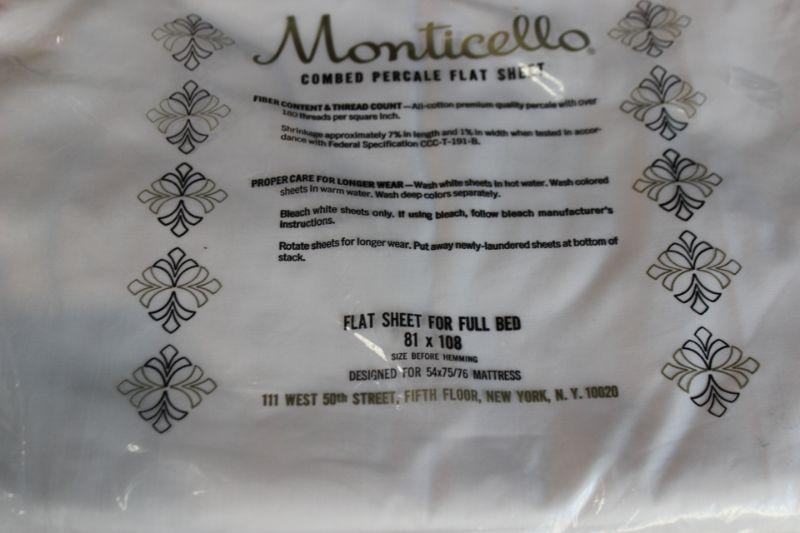 Monticello®
COMBED PERCALE FLAT SHEET
FIBER CONTENT & THREAD COUNT—All-cotton premium quality percale with over
180 threads per square inch.
Shrinkage approximately 7% in length and 1% in width when tested in accor-
dance with Federal Specification CCC-T-191-B.
PROPER CARE FOR LONGER WEAR—Wash white sheets in hot water. Wash colored
sheets in warm water. Wash deep colors separately.
Bleach white sheets only. If using bleach, follow bleach manufacturer's
instructions.
Rotate sheets for longer wear. Put away newly-laundered sheets at bottom of
stack.
FLAT SHEET FOR FULL BED
81 x 108
SIZE BEFORE HEMMING
DESIGNED FOR 54x75/76 MATTRESS
111 WEST 50th STREET, FIFTH FLOOR, NEW YORK, N.Y. 10020